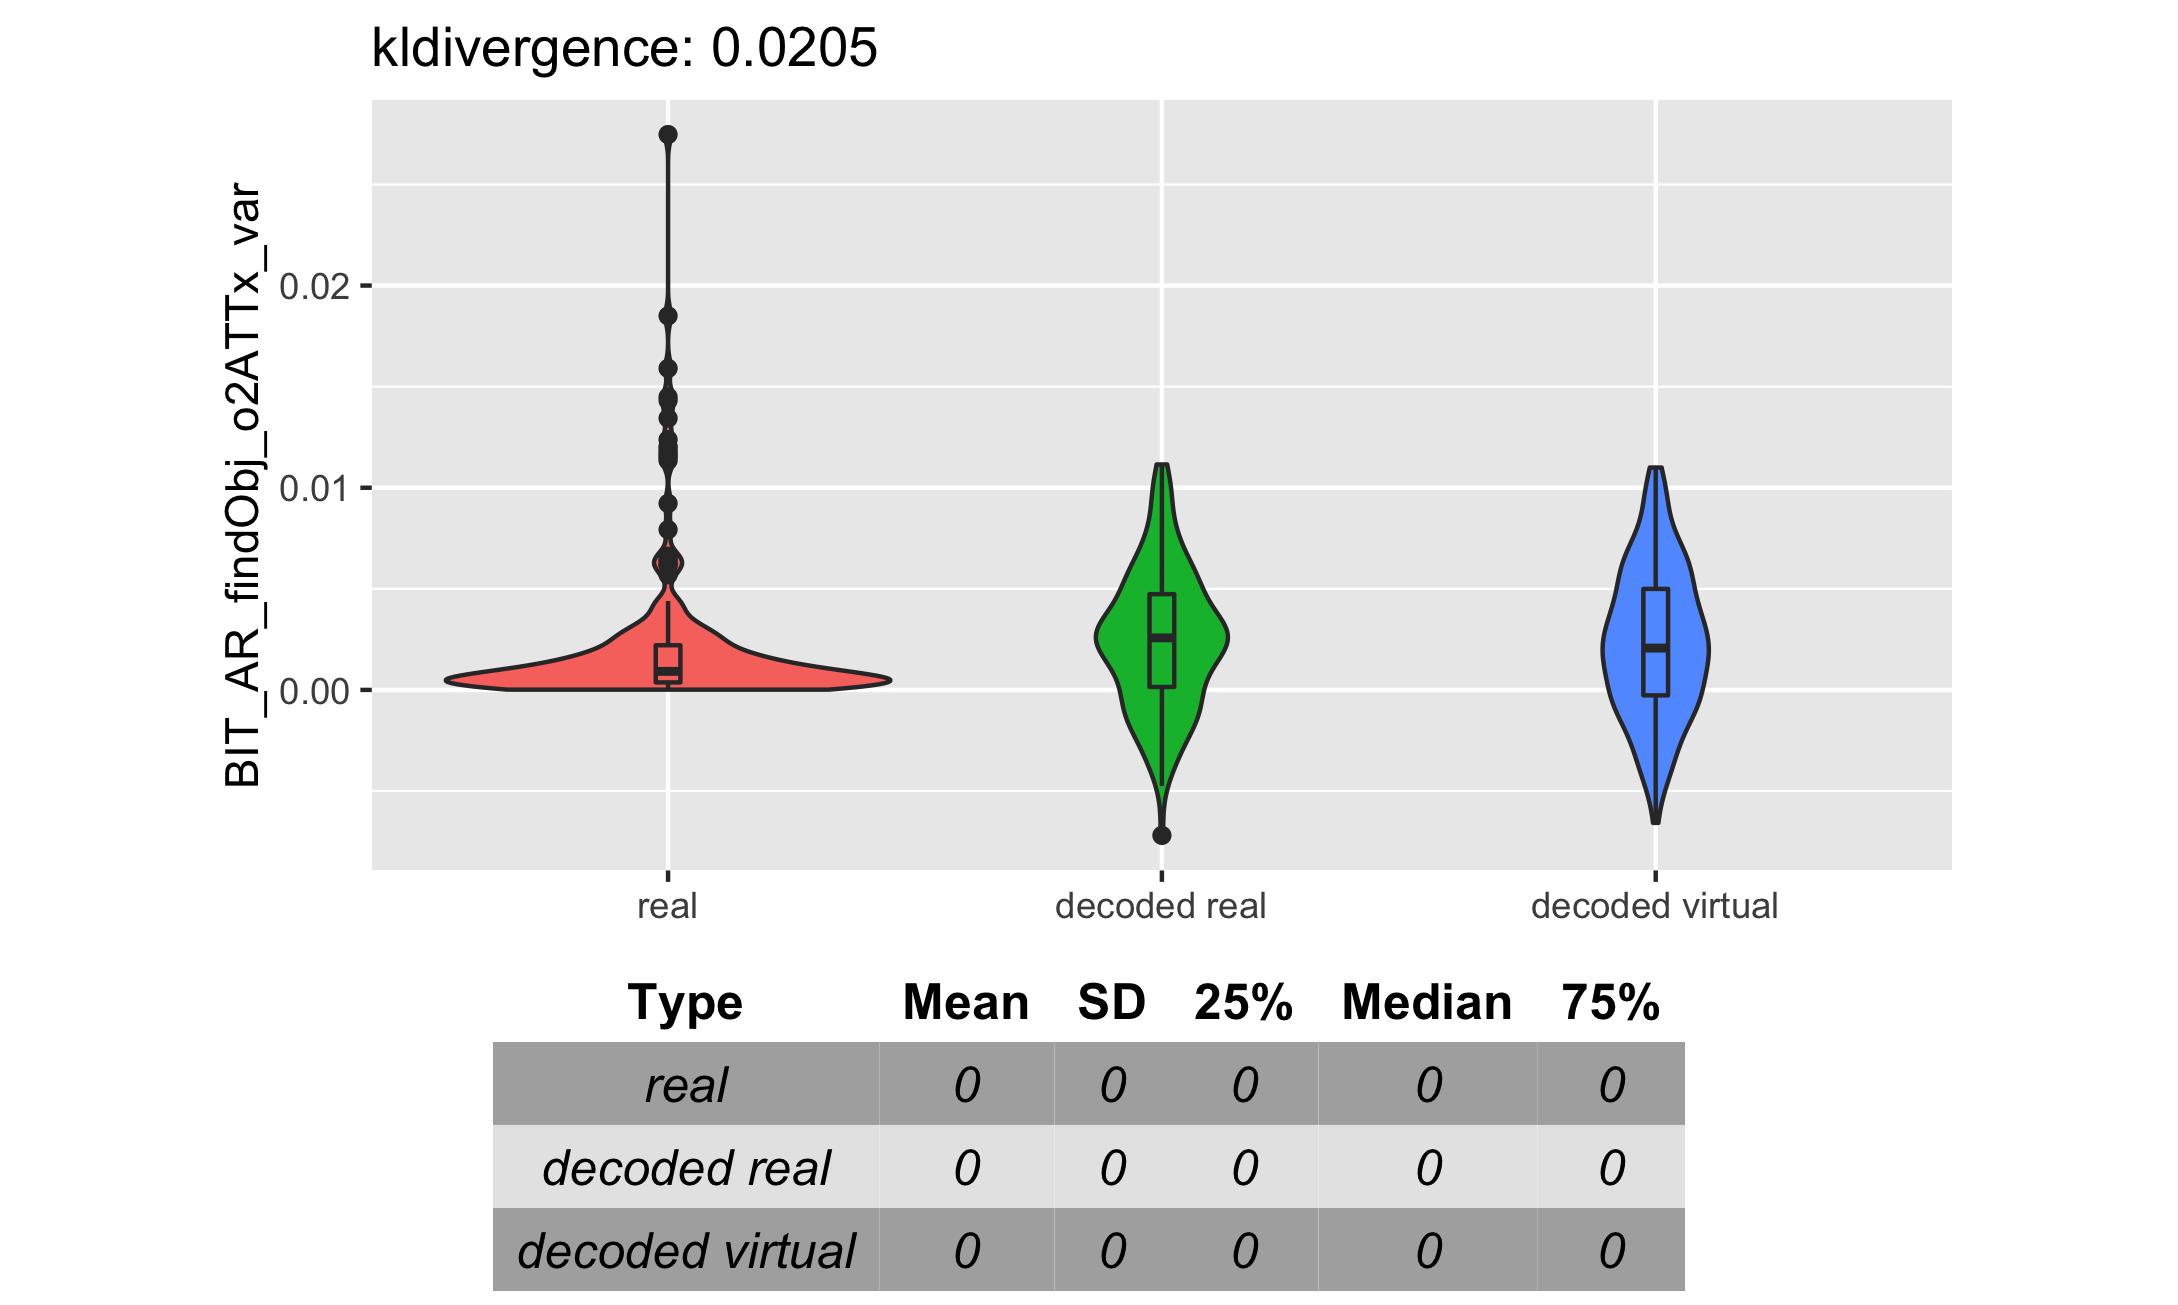 kldivergence: 0.0205
BIT_AR_findObj_o2ATTx_var
0.02
0.01
0.00
real decoded real decoded virtual
Type Mean SD 25% Median 75%
real 0 0 0 0 0
decoded real 0 0 0 0 0
decoded virtual 0 0 0 0 0